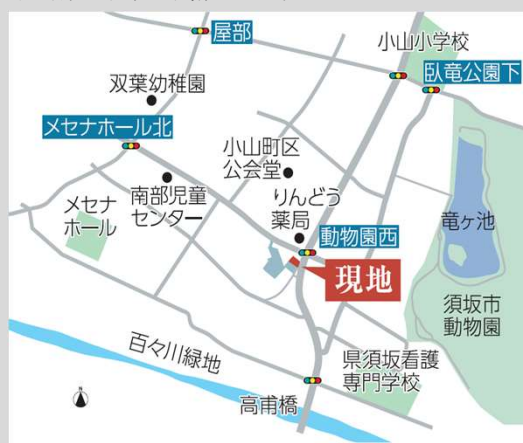 屋部
小山小学校
臥竜公園下
双葉幼稚園
メセナホール北
小山町区
公会堂
りんどう
薬局
南部児童
センター
メセナ
ホール
動物園西
竜ヶ池
現地
須坂市
動物園
百々川緑地
県須坂看護
専門学校
高甫橋